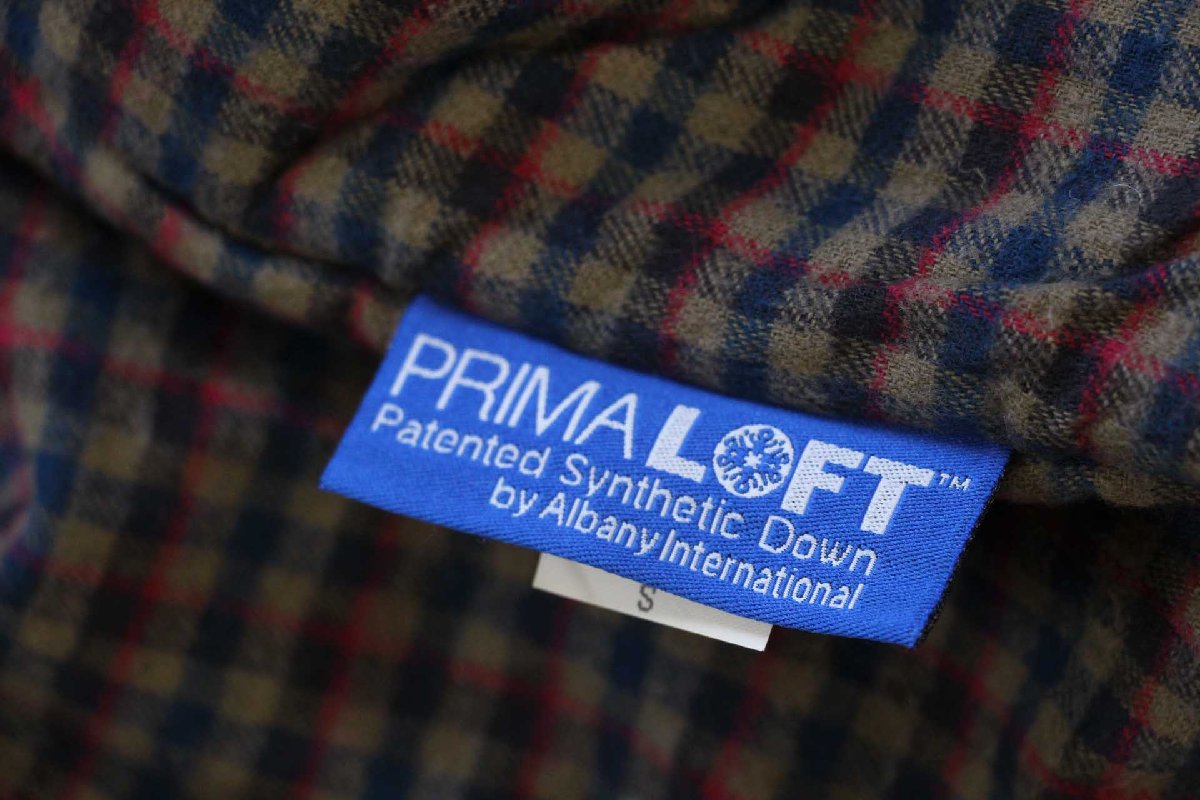 PRIMALOFT™
Patented Synthetic Down
by Albany International
S